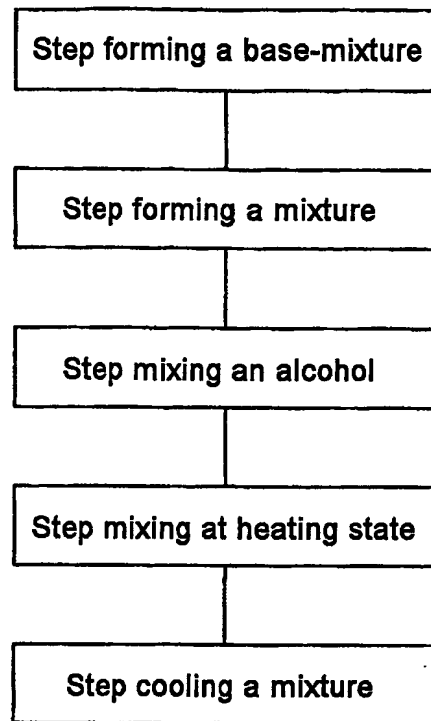 Step forming a base-mixture
Step forming a mixture
Step mixing an alcohol
Step mixing at heating state
Step cooling a mixture